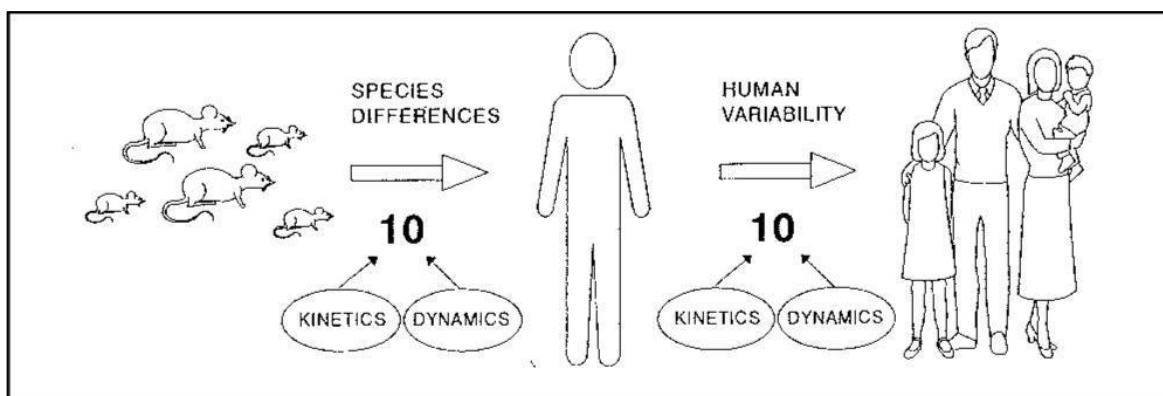 SPECIES
DIFFERENCES
10
KINETICS
DYNAMICS
HUMAN
VARIABILITY
10
KINETICS
DYNAMICS